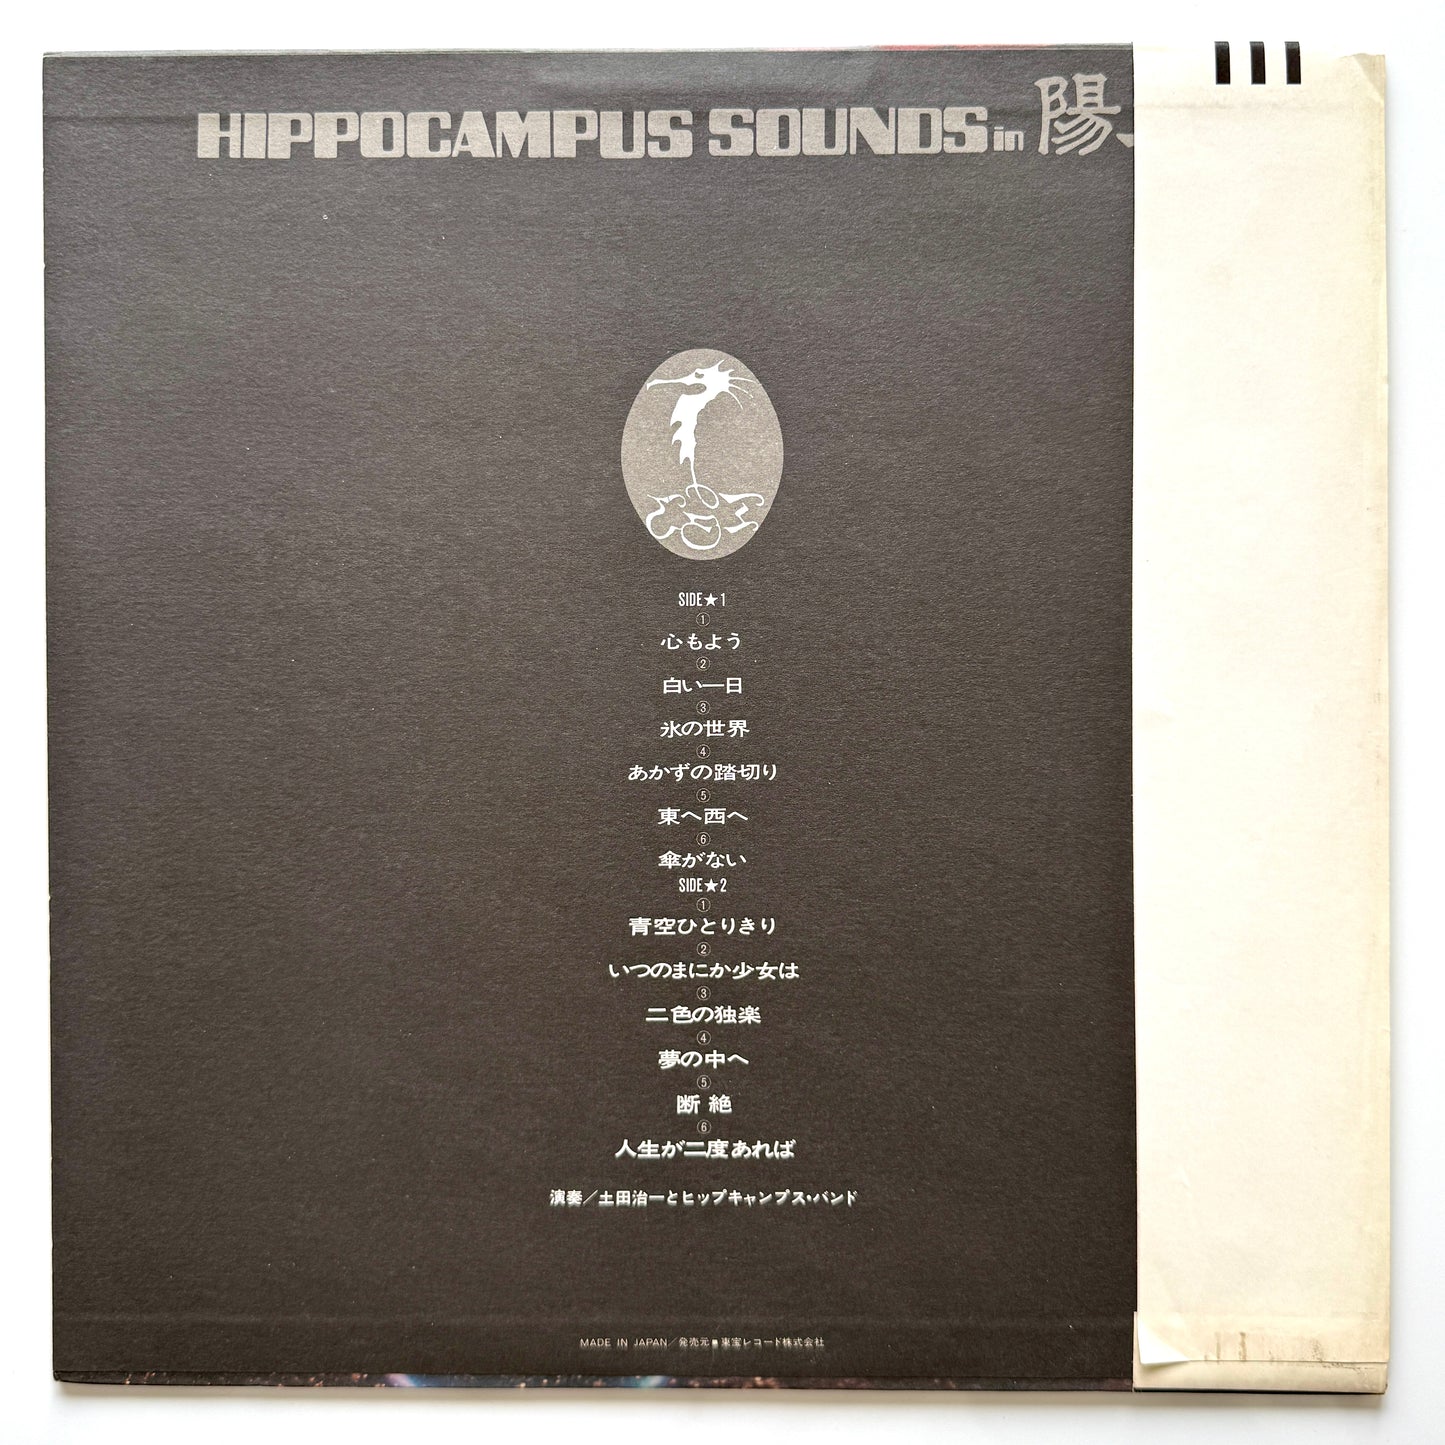 HIPPOCAMPUS SOUNDS in 陽
SIDE★1
①
心もよう
②
白い一日
③
氷の世界
④
あかずの踏切り
⑤
東へ西へ
⑥
傘がない
SIDE★2
①
青空ひとりきり
②
いつのまにか少女は
③
二色の独楽
④
夢の中へ
⑤
断絶
⑥
人生が二度あれば
演奏／土田治一とヒップキャンプス・バンド
MADE IN JAPAN／発売元■東宝レコード株式会社